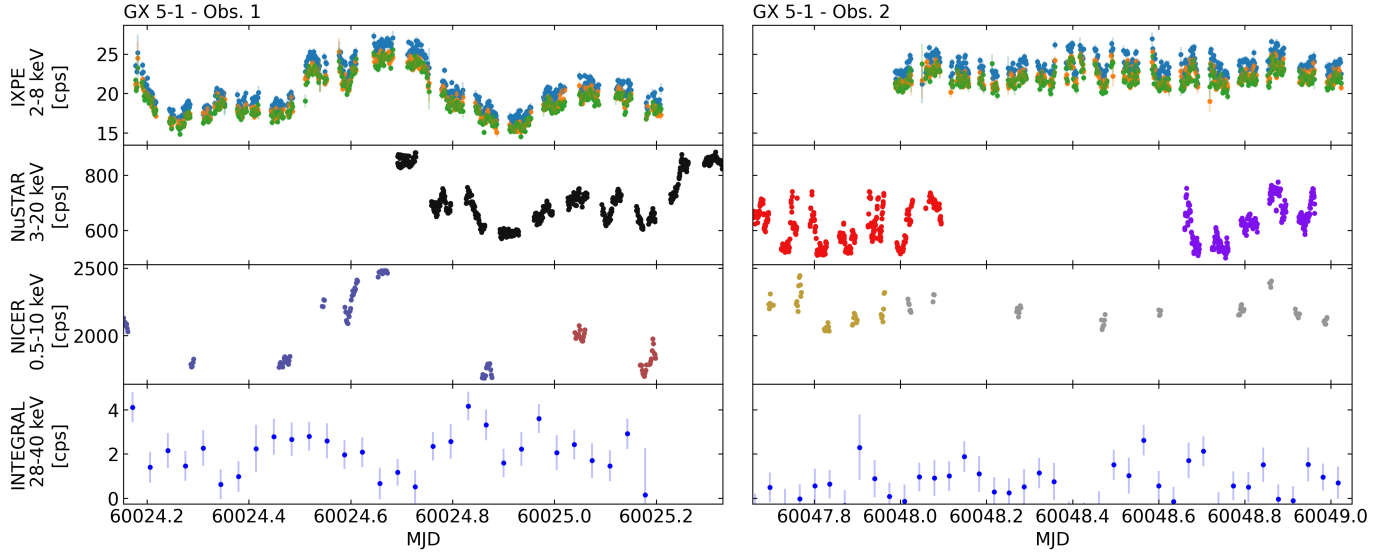 GX 5-1 - Obs. 1
GX 5-1 - Obs. 2
IXPE
2-8 keV
[cps]
25
20
15
NuSTAR
3-20 keV
[cps]
800
600
NICER
0.5-10 keV
[cps]
2500
2000
INTEGRAL
28-40 keV
[cps]
4
2
0
60024.2 60024.4 60024.6 60024.8 60025.0 60025.2
60047.8 60048.0 60048.2 60048.4 60048.6 60048.8 60049.0
MJD
MJD